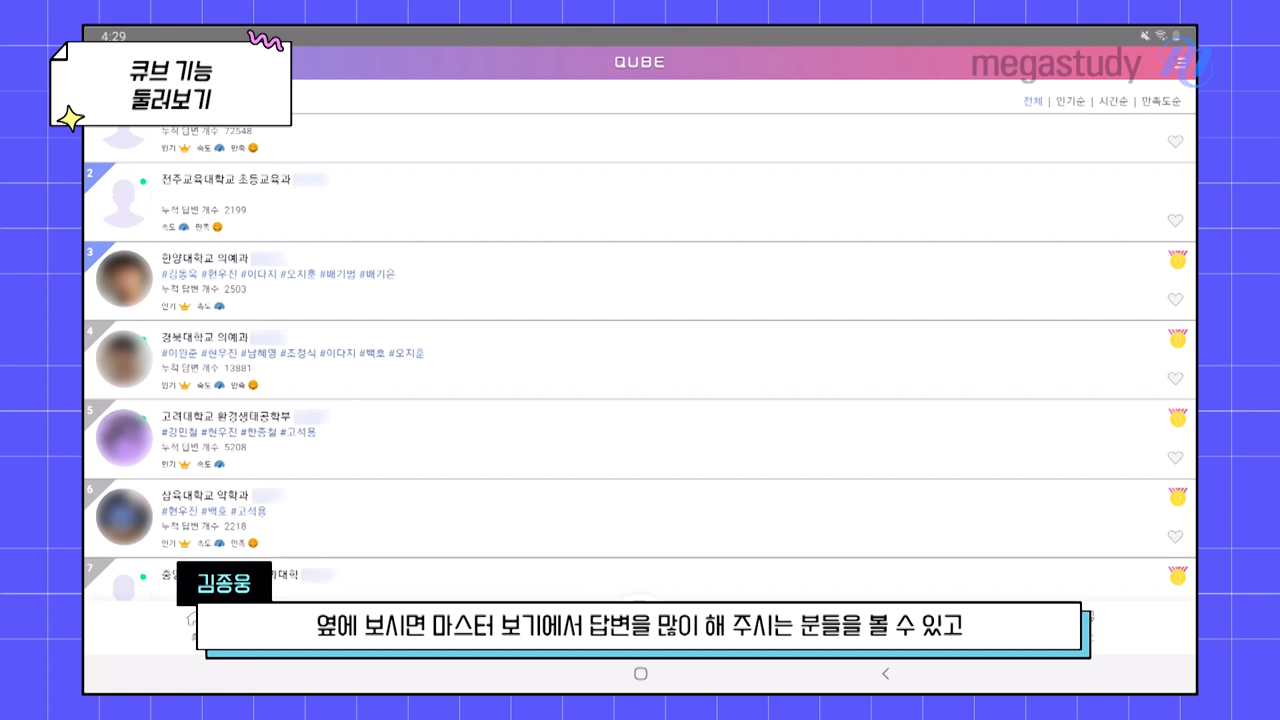 4:29
큐브 기능
둘러보기
QUBE
megastudy
전체 | 인기순 | 시간순 | 만족도순
누적 답변 개수 72548
인기 속도 만족
2
전주교육대학교 초등교육과
누적 답변 개수 2199
속도 만족
3
한양대학교 의예과
#김동욱 #현우진 #이다지 #오지훈 #배기범 #배기은
누적 답변 개수 2503
인기 속도
4
경북대학교 의예과
#이원준 #현우진 #남혜영 #조정식 #이다지 #백호 #오지훈
누적 답변 개수 13881
인기 속도 만족
5
고려대학교 환경생태공학부
#강민철 #현우진 #한종철 #고석용
누적 답변 개수 5208
인기 속도
6
삼육대학교 약학과
#현우진 #백호 #고석용
누적 답변 개수 2218
인기 속도 만족
7
김종웅
옆에 보시면 마스터 보기에서 답변을 많이 해 주시는 분들을 볼 수 있고